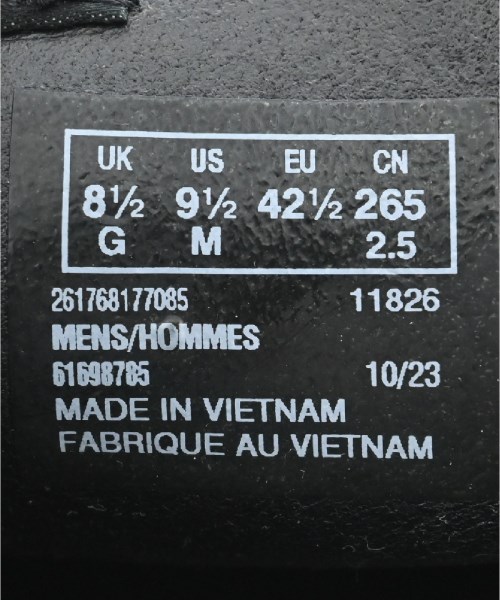 UK US EU CN
8½ 9½ 42½ 265
G M 2.5
261768177085 11826
MENS/HOMMES
61698785 10/23
MADE IN VIETNAM
FABRIQUE AU VIETNAM